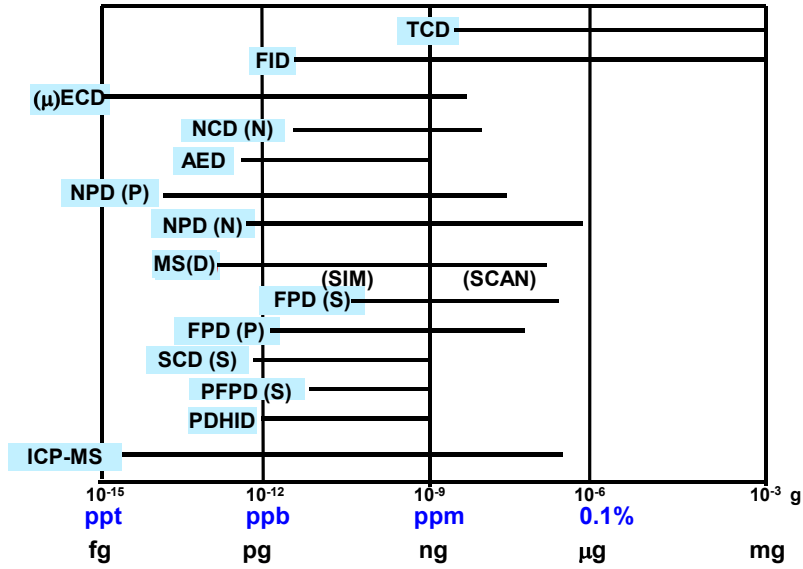 TCD
FID
(μ)ECD
NCD (N)
AED
NPD (P)
NPD (N)
MS(D)
(SIM) (SCAN)
FPD (S)
FPD (P)
SCD (S)
PFPD (S)
PDHID
ICP-MS
10-15 10-12 10-9 10-6 10-3 g
ppt ppb ppm 0.1%
fg pg ng μg mg